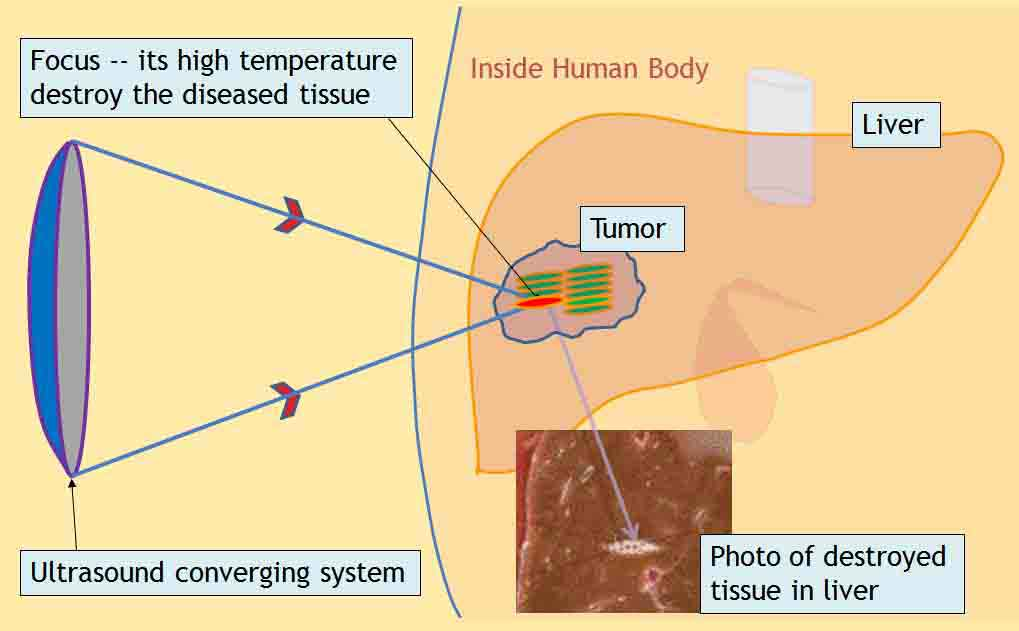 Focus -- its high temperature
destroy the diseased tissue
Inside Human Body
Liver
Tumor
Ultrasound converging system
Photo of destroyed
tissue in liver